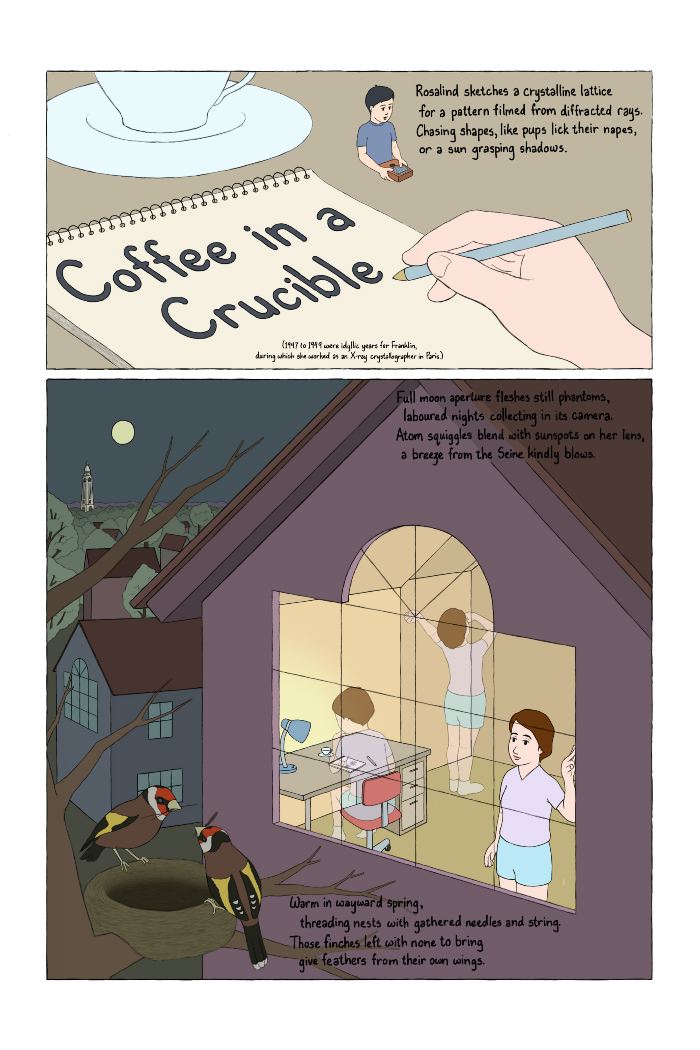 Rosalind sketches a crystalline lattice
for a pattern filmed from diffracted rays.
Chasing shapes, like pups lick their napes,
or a sun grasping shadows.
Coffee in a
Crucible
(1947 to 1949 were idyllic years for Franklin,
during which she worked as an X-ray crystallographer in Paris.)
Full moon aperture fleshes still phantoms,
laboured nights collecting in its camera.
Atom squiggles blend with sunspots on her lens,
a breeze from the Seine kindly blows.
Warm in wayward spring,
threading nests with gathered needles and string.
Those finches left with none to bring
give feathers from their own wings.